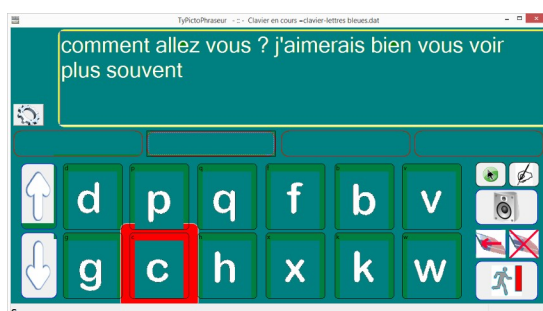 TyPictoPhraseur - :: - Clavier en cours =clavier-lettres bleues.dat
comment allez vous ? j'aimerais bien vous voir
plus souvent
d p q f b v
g c h x k w